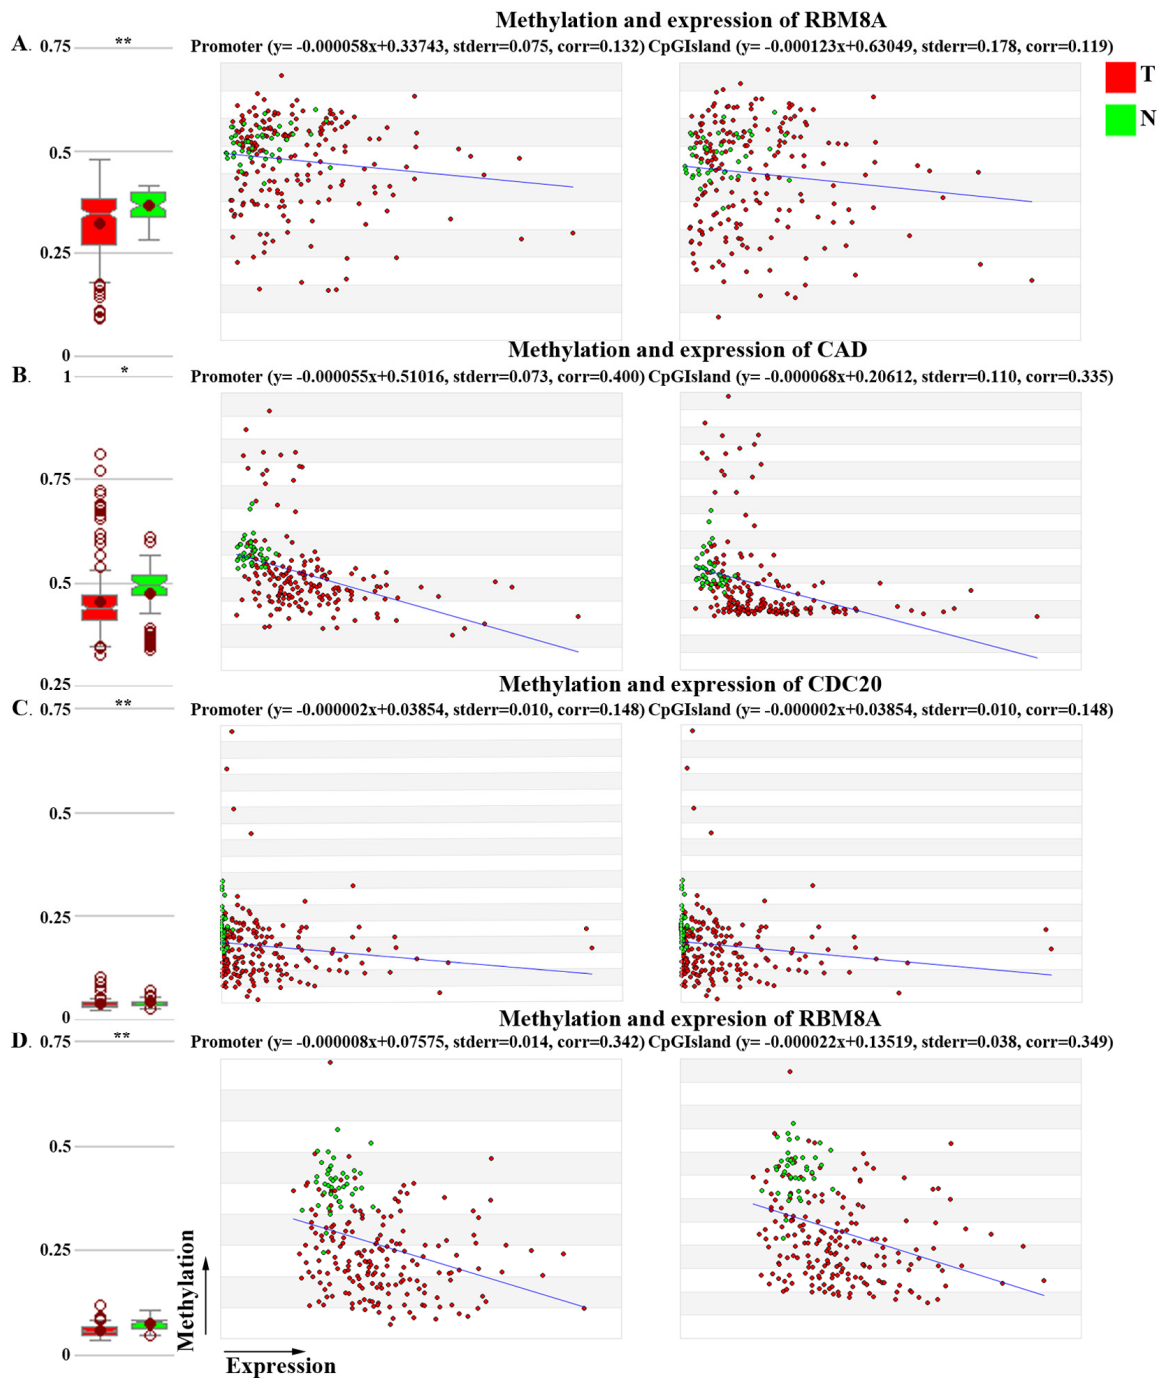 Methylation and expression of RBM8A
A. 0.75 ** Promoter (y= -0.000058x+0.33743, stderr=0.075, corr=0.132) CpGIsland (y= -0.000123x+0.63049, stderr=0.178, corr=0.119)
T
N
0.5
0.25
0
Methylation and expression of CAD
B. 1 * Promoter (y= -0.000055x+0.51016, stderr=0.073, corr=0.400) CpGIsland (y= -0.000068x+0.20612, stderr=0.110, corr=0.335)
0.75
0.5
0.25
Methylation and expression of CDC20
C. 0.75 ** Promoter (y= -0.000002x+0.03854, stderr=0.010, corr=0.148) CpGIsland (y= -0.000002x+0.03854, stderr=0.010, corr=0.148)
0.5
0.25
0
Methylation and expresion of RBM8A
D. 0.75 ** Promoter (y= -0.000008x+0.07575, stderr=0.014, corr=0.342) CpGIsland (y= -0.000022x+0.13519, stderr=0.038, corr=0.349)
0.5
0.25
0
Methylation
Expression